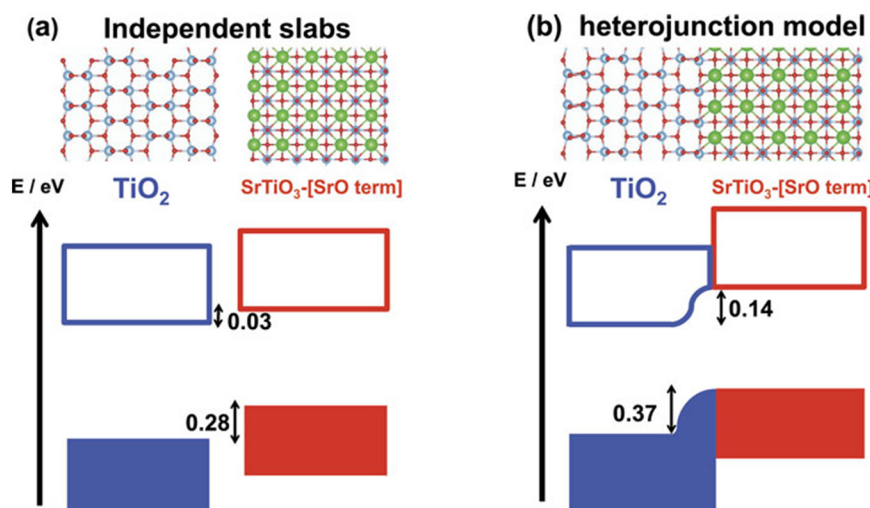 (a) Independent slabs
E / eV
TiO2
SrTiO3-[SrO term]
0.03
0.28
(b) heterojunction model
E / eV
TiO2
SrTiO3-[SrO term]
0.14
0.37